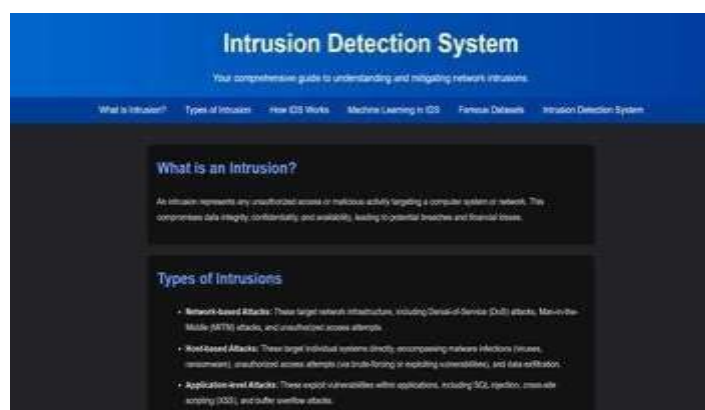 Intrusion Detection System
Your comprehensive guide to understanding and mitigating network intrusions
What is Intrusion? Types of Intrusion How IDS Works Machine Learning in IDS Famous Datasets Intrusion Detection System
What is an Intrusion?
An intrusion represents any unauthorized access or malicious activity targeting a computer system or network. This
compromises data integrity, confidentiality, and availability, leading to potential breaches and financial losses.
Types of Intrusions
• Network-based Attacks: These target network infrastructure, including Denial-of-Service (DoS) attacks, Man-in-the-
Middle (MITM) attacks, and unauthorized access attempts.
• Host-based Attacks: These target individual systems directly, encompassing malware infections (viruses,
ransomware), unauthorized access attempts (via brute-forcing or exploiting vulnerabilities), and data exfiltration.
• Application-level Attacks: These exploit vulnerabilities within applications, including SQL injection, cross-site
scripting (XSS), and buffer overflow attacks.